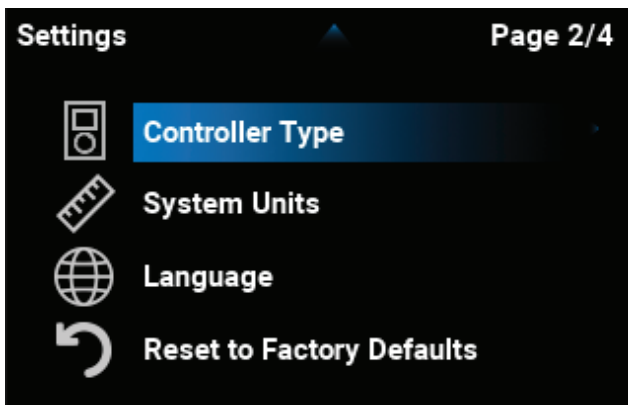 Settings Page 2/4
Controller Type
System Units
Language
Reset to Factory Defaults